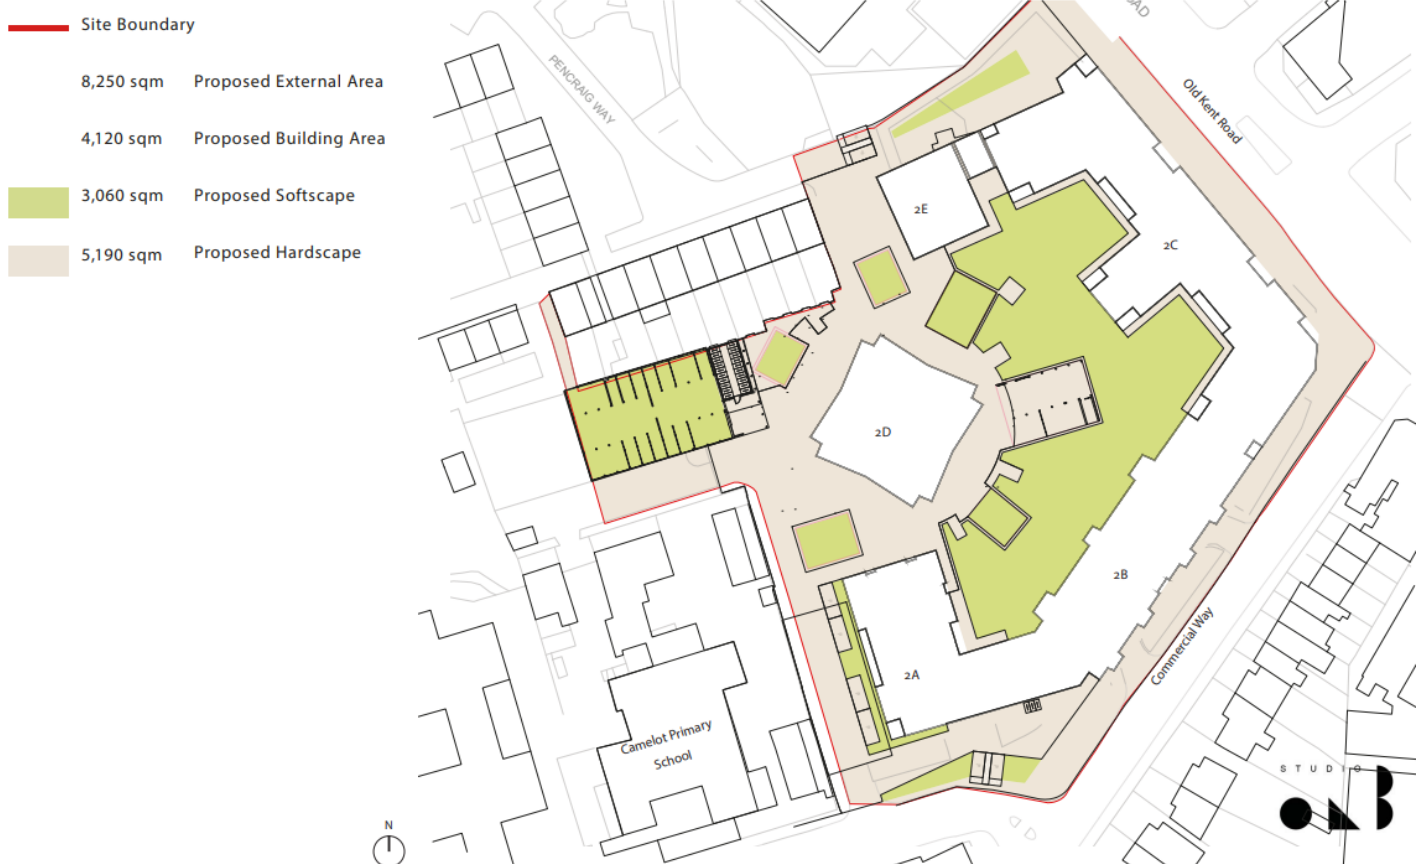 Site Boundary
8,250 sqm Proposed External Area
4,120 sqm Proposed Building Area
3,060 sqm Proposed Softscape
5,190 sqm Proposed Hardscape
OAD
PENCRAIG WAY
Old Kent Road
2E
2C
2D
2B
2A
Commercial Way
Camelot Primary
School
N
STUDIO